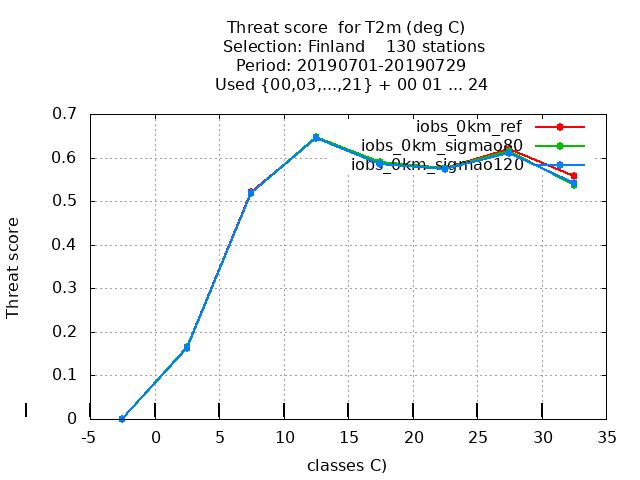 Threat score  for T2m (deg C)
Selection: Finland    130 stations
Period: 20190701-20190729
Used {00,03,...,21} + 00 01 ... 24
iobs_0km_ref
iobs_0km_sigmao80
iobs_0km_sigmao120
0.7
0.6
0.5
0.4
0.3
0.2
0.1
0
Threat score
-5 0 5 10 15 20 25 30 35
classes C)